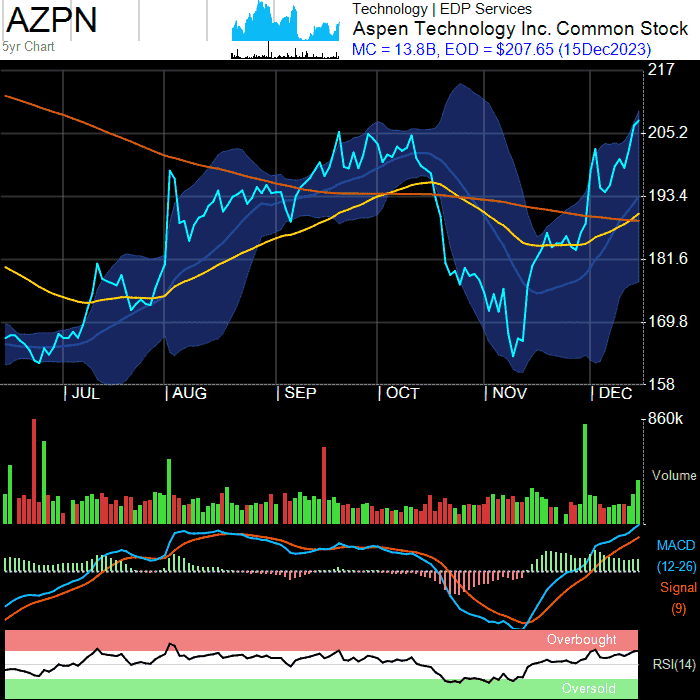 AZPN
5yr Chart
Technology | EDP Services
Aspen Technology Inc. Common Stock
MC = 13.8B, EOD = $207.65 (15Dec2023)
217
205.2
193.4
181.6
169.8
158
| JUL | AUG | SEP | OCT | NOV | DEC
860k
Volume
MACD
(12-26)
Signal
(9)
Overbought
RSI(14)
Oversold